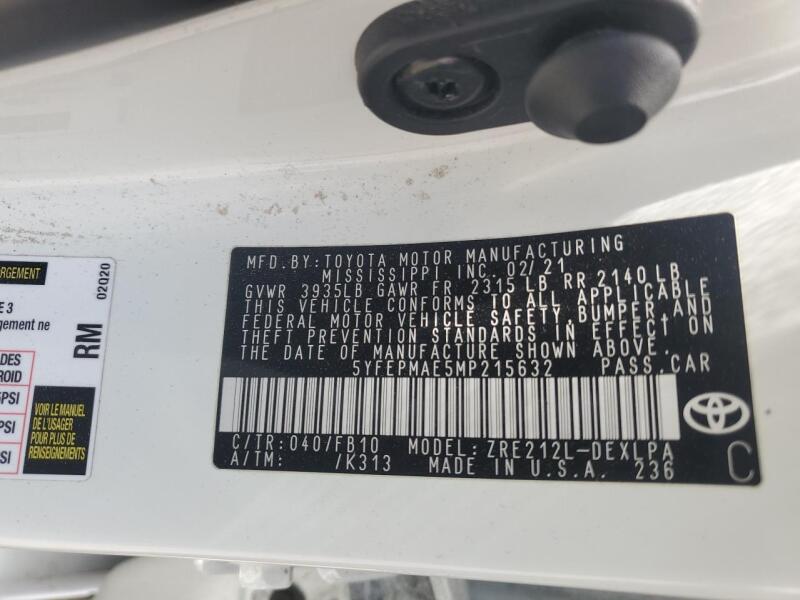 RGEMENT
E 3
gement ne
02020
RM
DES
ROID
PSI
PSI
SI
VOIR LE MANUEL
DE L'USAGER
POUR PLUS DE
RENSEIGNEMENTS
MFD. BY: TOYOTA MOTOR MANUFACTURING
MISSISSIPPI INC. 02/21
GVWR 3935LB GAWR FR 2315 LB RR 2140 LB
THIS VEHICLE CONFORMS TO ALL APPLICABLE
FEDERAL MOTOR VEHICLE SAFETY, BUMPER, AND
THEFT PREVENTION STANDARDS IN EFFECT ON
THE DATE OF MANUFACTURE SHOWN ABOVE.
5YFEPMAE5MP215632 PASS. CAR
C/TR: 040/FB10 MODEL: ZRE212L-DEXLPA
A/TM: /K313 MADE IN U.S.A. 236
C